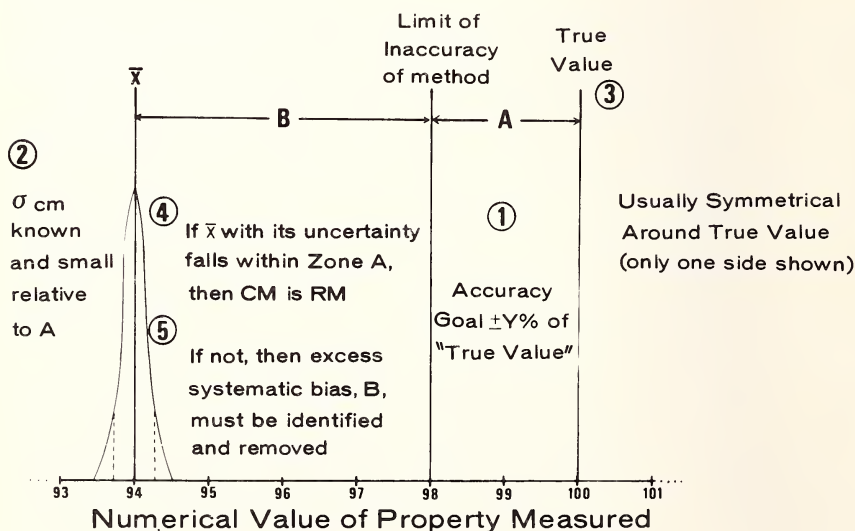 Limit of
Inaccuracy
of method
True
Value
x̄
③
B
A
②
σ cm
known
and small
relative
to A
④
If x̄ with its uncertainty
falls within Zone A,
then CM is RM
⑤
If not, then excess
systematic bias, B,
must be identified
and removed
①
Accuracy
Goal ±Y% of
"True Value"
Usually Symmetrical
Around True Value
(only one side shown)
93 94 95 96 97 98 99 100 101
Numerical Value of Property Measured